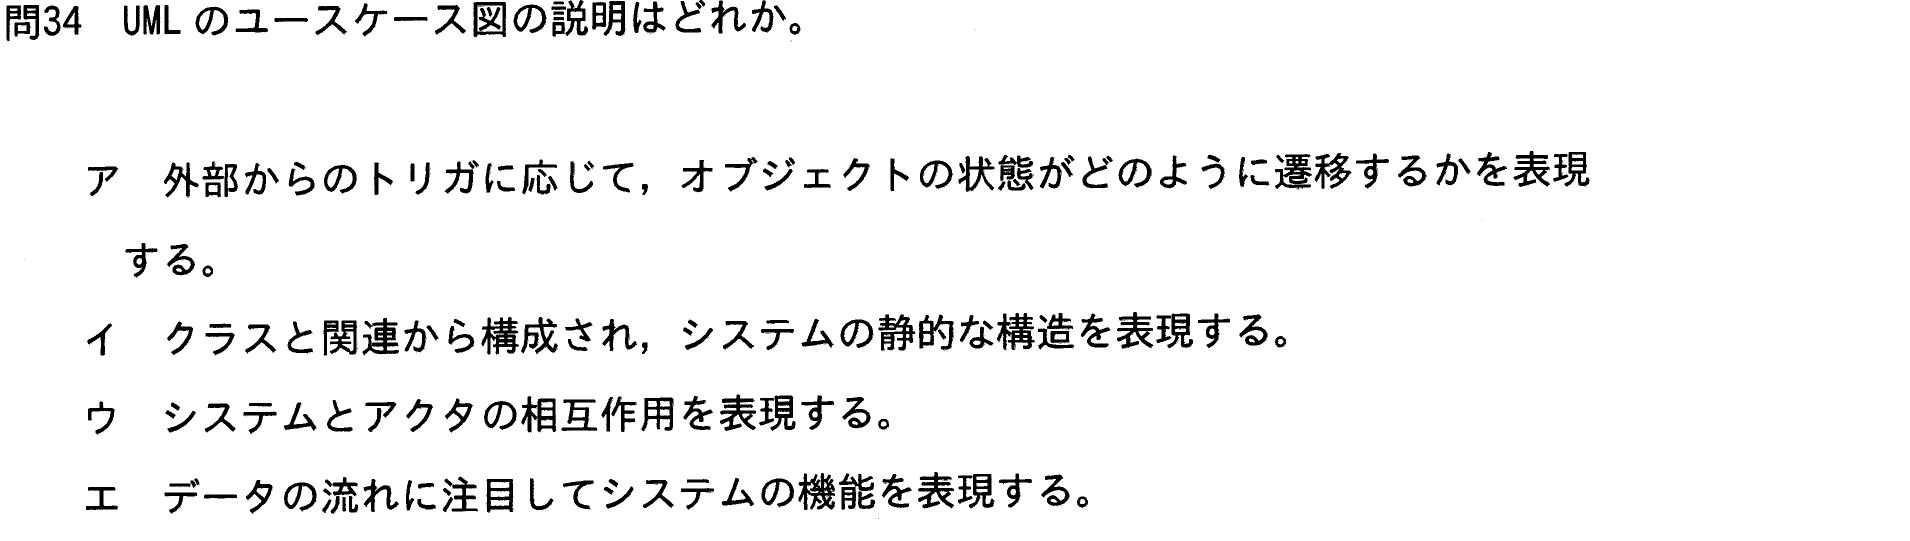 問34 UML のユースケース図の説明はどれか。
ア 外部からのトリガに応じて，オブジェクトの状態がどのように遷移するかを表現
する。
イ クラスと関連から構成され，システムの静的な構造を表現する。
ウ システムとアクタの相互作用を表現する。
エ データの流れに注目してシステムの機能を表現する。